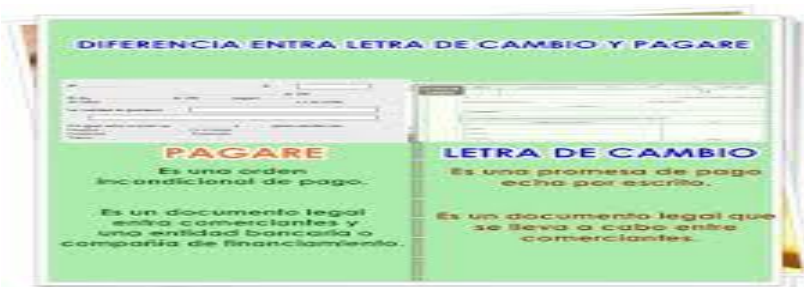 DIFERENCIA ENTRA LETRA DE CAMBIO Y PAGARE
PAGARE
Es una orden
incondicional de pago.
Es un documento legal
entra comerciantes y
una entidad bancaria o
compañía de financiamiento.
LETRA DE CAMBIO
Es una promesa de pago
echa por escrito.
Es un documento legal que
se lleva a cabo entre
comerciantes.